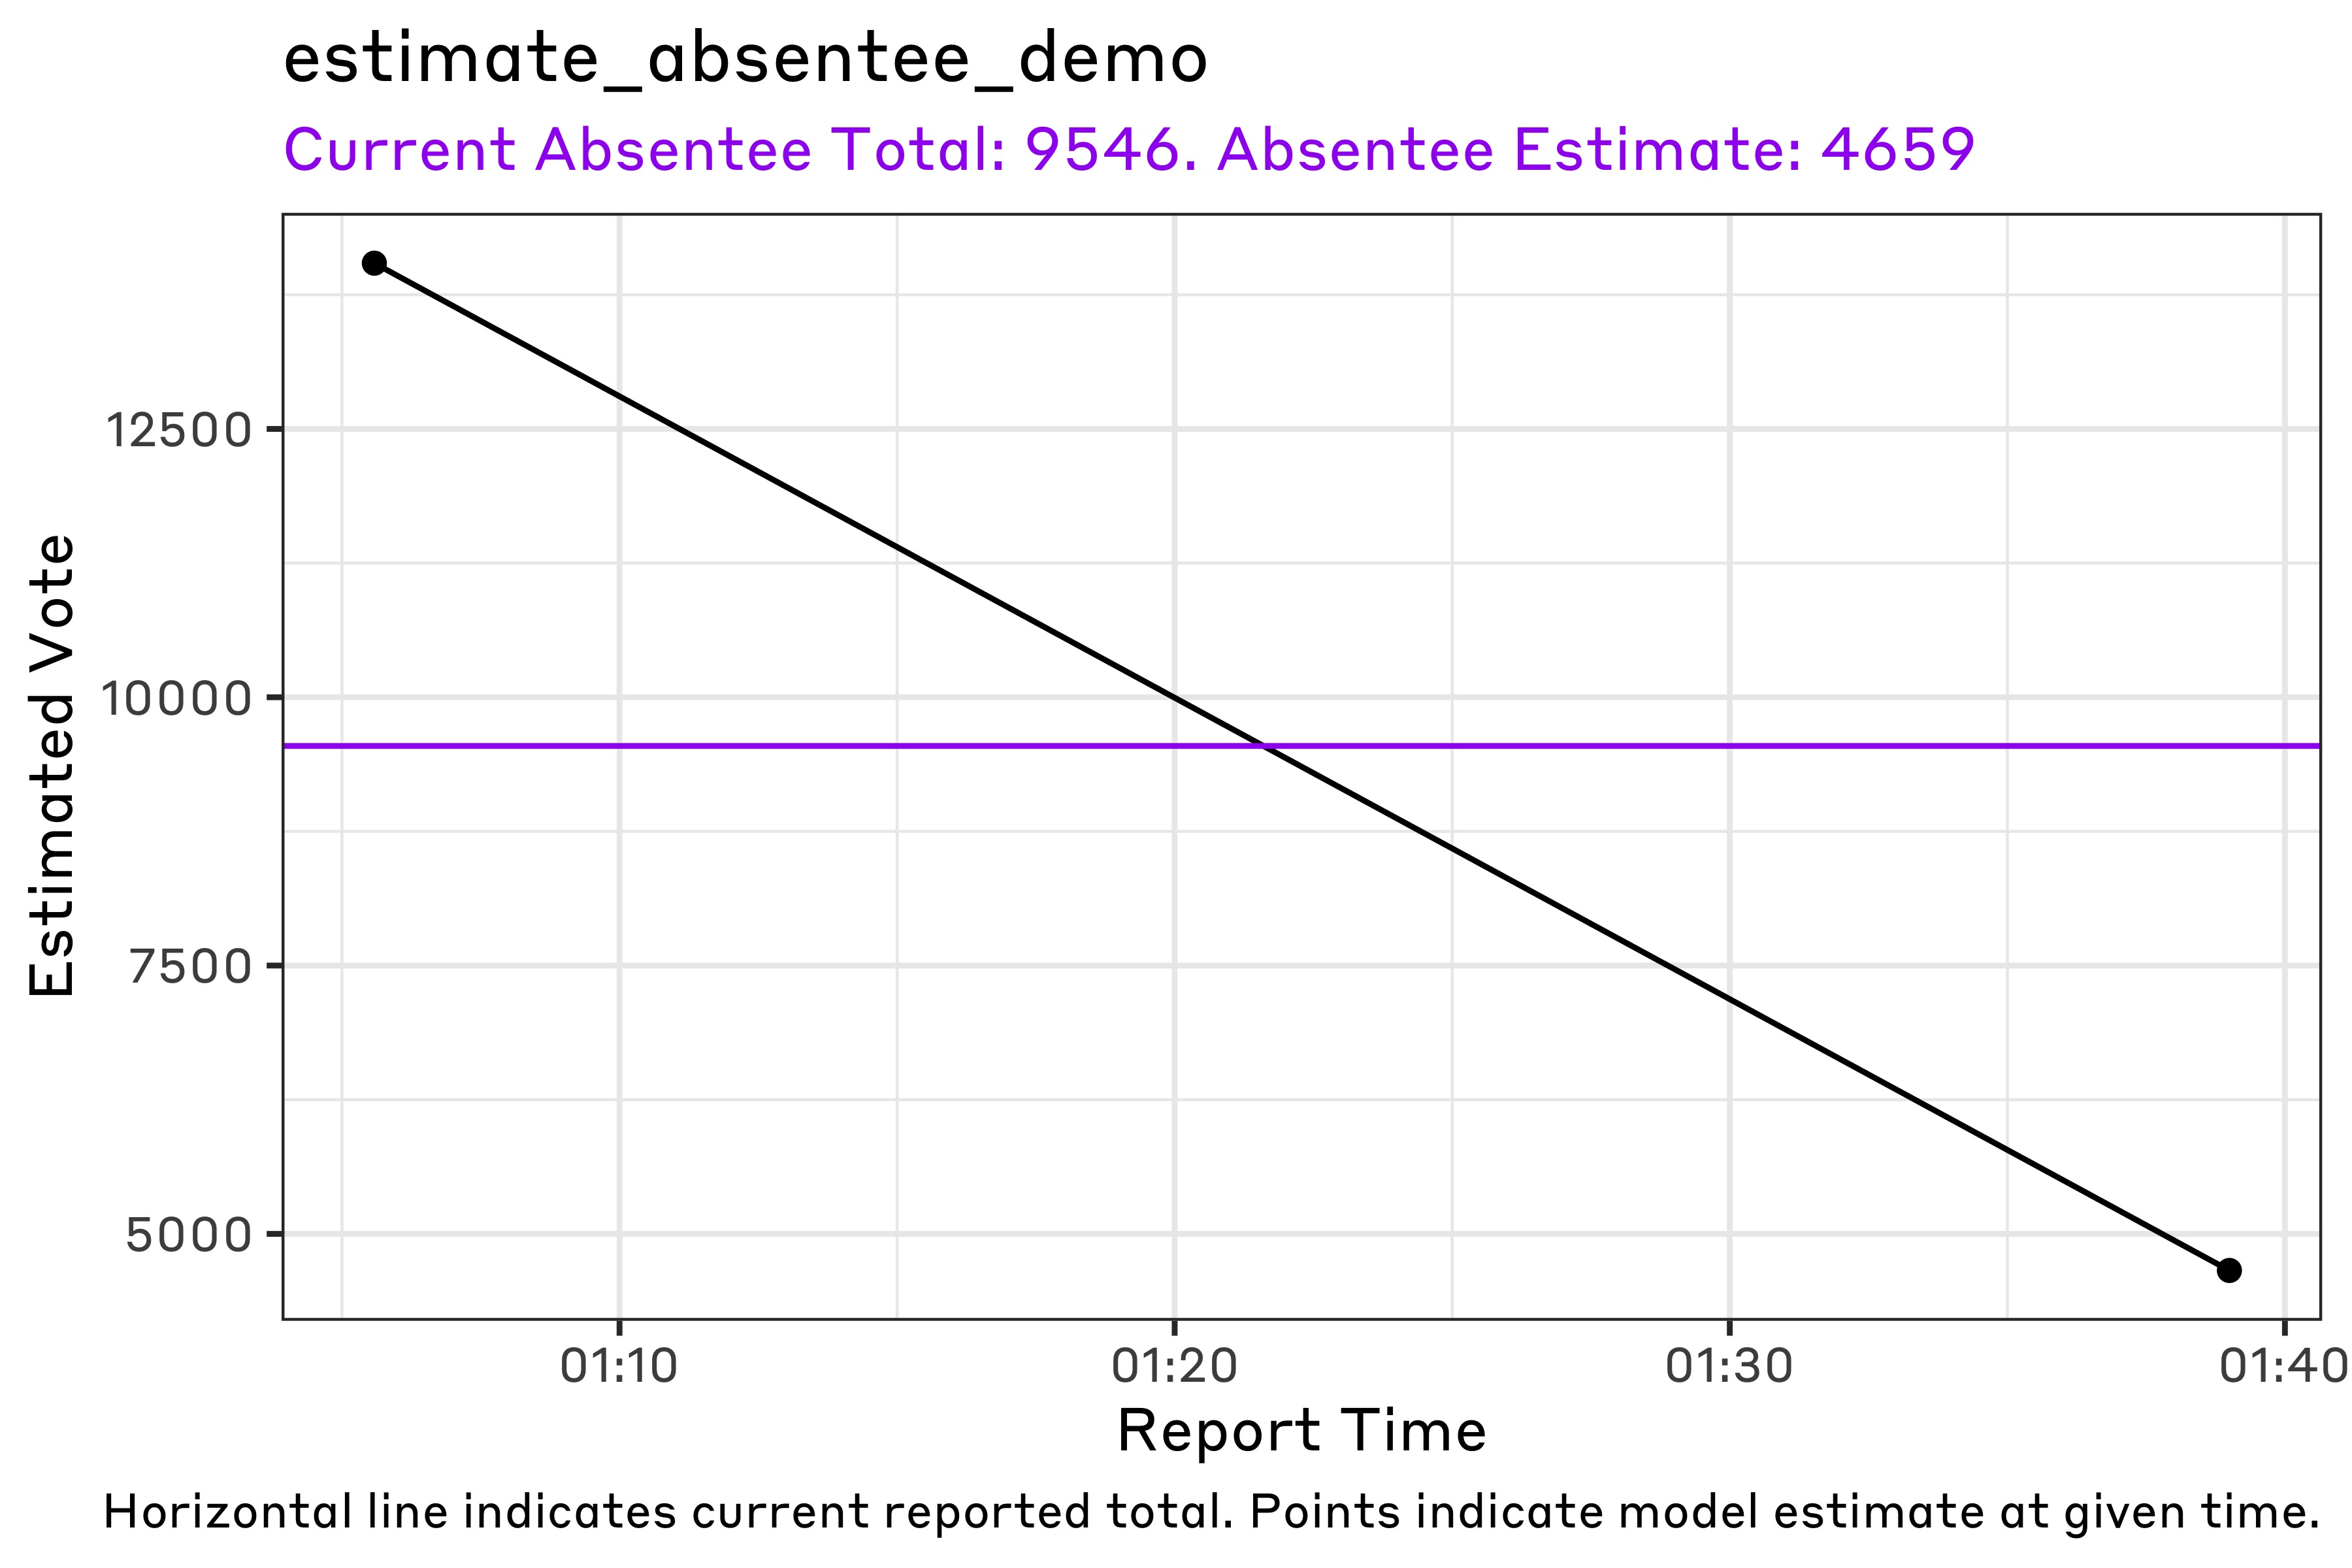 estimate_absentee_demo
Current Absentee Total: 9546. Absentee Estimate: 4659
Estimated Vote
12500
10000
7500
5000
01:10
01:20
01:30
01:40
Report Time
Horizontal line indicates current reported total. Points indicate model estimate at given time.